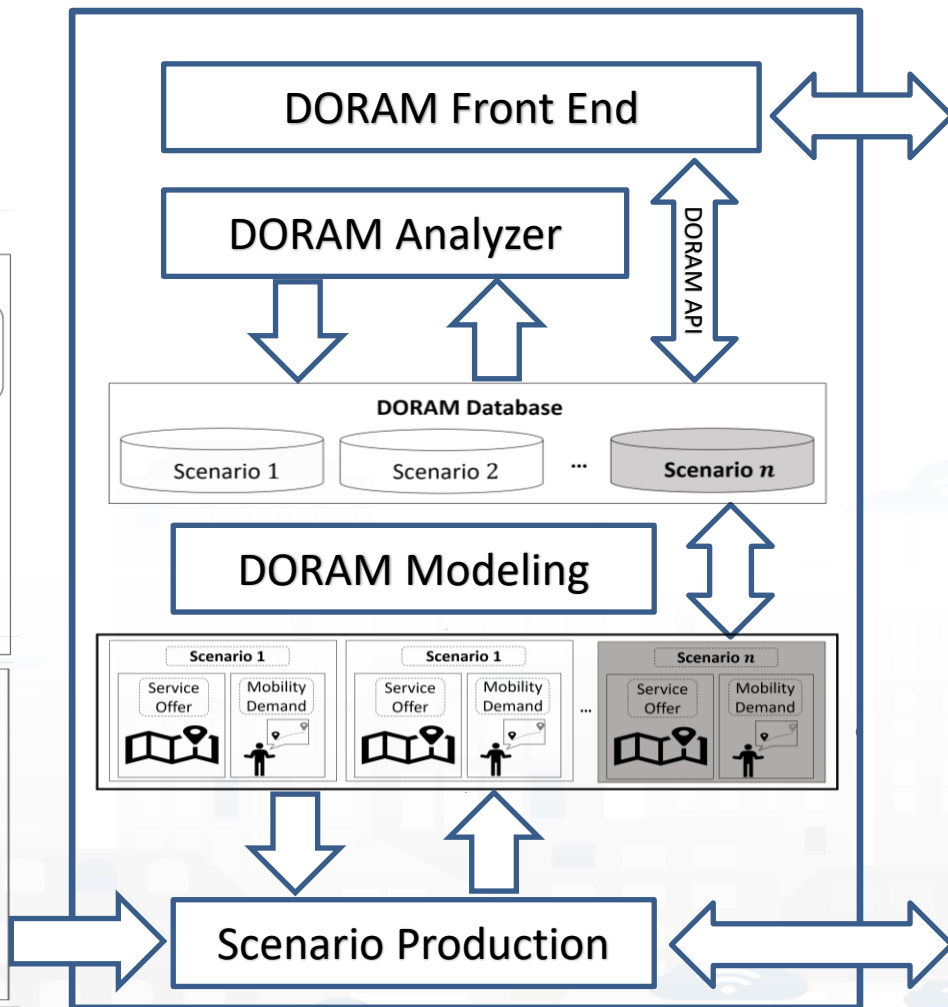 DORAM Front End
DORAM Analyzer
DORAM API
DORAM Database
Scenario 1
Scenario 2
...
Scenario n
DORAM Modeling
Scenario 1
Service
Offer
Mobility
Demand
Scenario 1
Service
Offer
Mobility
Demand
...
Scenario n
Service
Offer
Mobility
Demand
Scenario Production